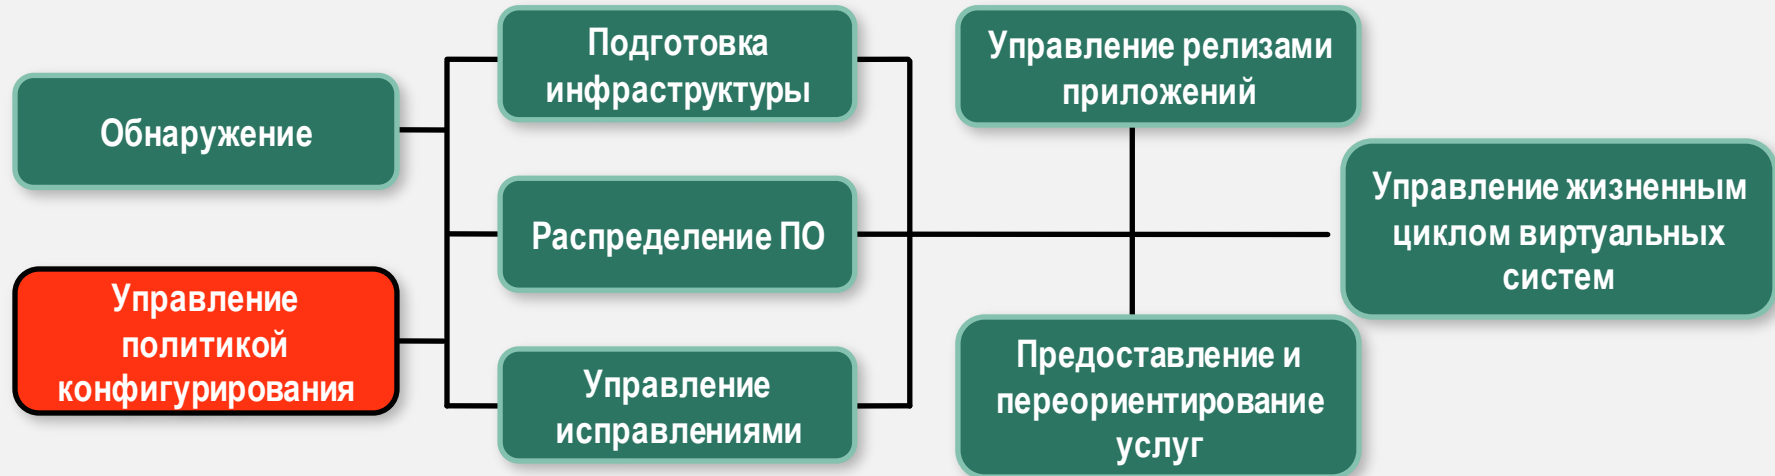 Обнаружение
Управление
политикой
конфигурирования
Подготовка
инфраструктуры
Распределение ПО
Управление
исправлениями
Управление релизами
приложений
Предоставление и
переориентирование
услуг
Управление жизненным
циклом виртуальных
систем